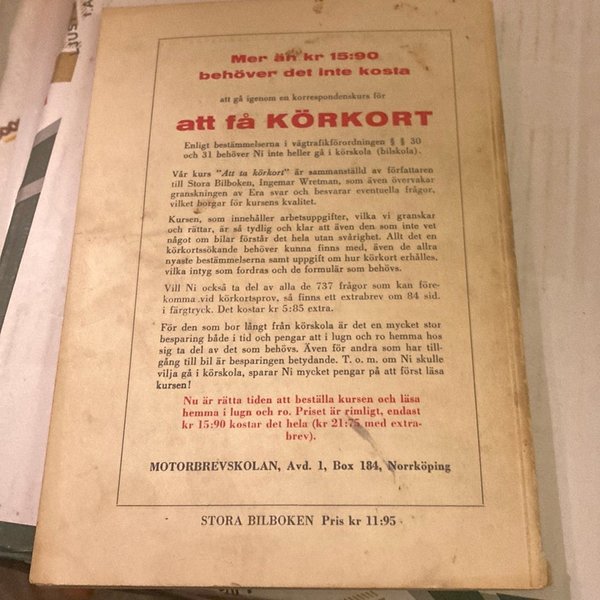 Mer än kr 15:90
behöver det inte kosta
att gå igenom en korrespondenskurs för
att få KÖRKORT
Enligt bestämmelserna i vägtrafikförordningen § § 30
och 31 behöver Ni inte heller gå i körskola (bilskola).
Vår kurs "Att ta körkort" är sammanställd av författaren
till Stora Bilboken, Ingemar Wretman, som även övervakar
granskningen av Era svar och besvarar eventuella frågor,
vilket borgar för kursens kvalitet.
Kursen, som innehåller arbetsuppgifter, vilka vi granskar
och rättar, är så tydlig och klar att även den som inte vet
något om bilar förstår det hela utan svårighet. Allt det en
körkortssökande behöver kunna finns med, även de allra
nyaste bestämmelserna samt uppgift om hur körkort erhålles,
vilka intyg som fordras och de formulär som behövs.
Vill Ni också ta del av alla de 737 frågor som kan före-
komma vid körkortsprov, så finns ett extrabrev om 84 sid.
i färgtryck. Det kostar kr 5:85 extra.
För den som bor långt från körskola är det en mycket stor
besparing både i tid och pengar att i lugn och ro hemma hos
sig ta del av det som behövs. Även för andra som har till-
gång till bil är besparingen betydande. T. o. m. om Ni skulle
vilja gå i körskola, sparar Ni mycket pengar på att först läsa
kursen!
Nu är rätta tiden att beställa kursen och läsa
hemma i lugn och ro. Priset är rimligt, endast
kr 15:90 kostar det hela (kr 21:75 med extra-
brev).
MOTORBREVSKOLAN, Avd. 1, Box 184, Norrköping
STORA BILBOKEN Pris kr 11:95